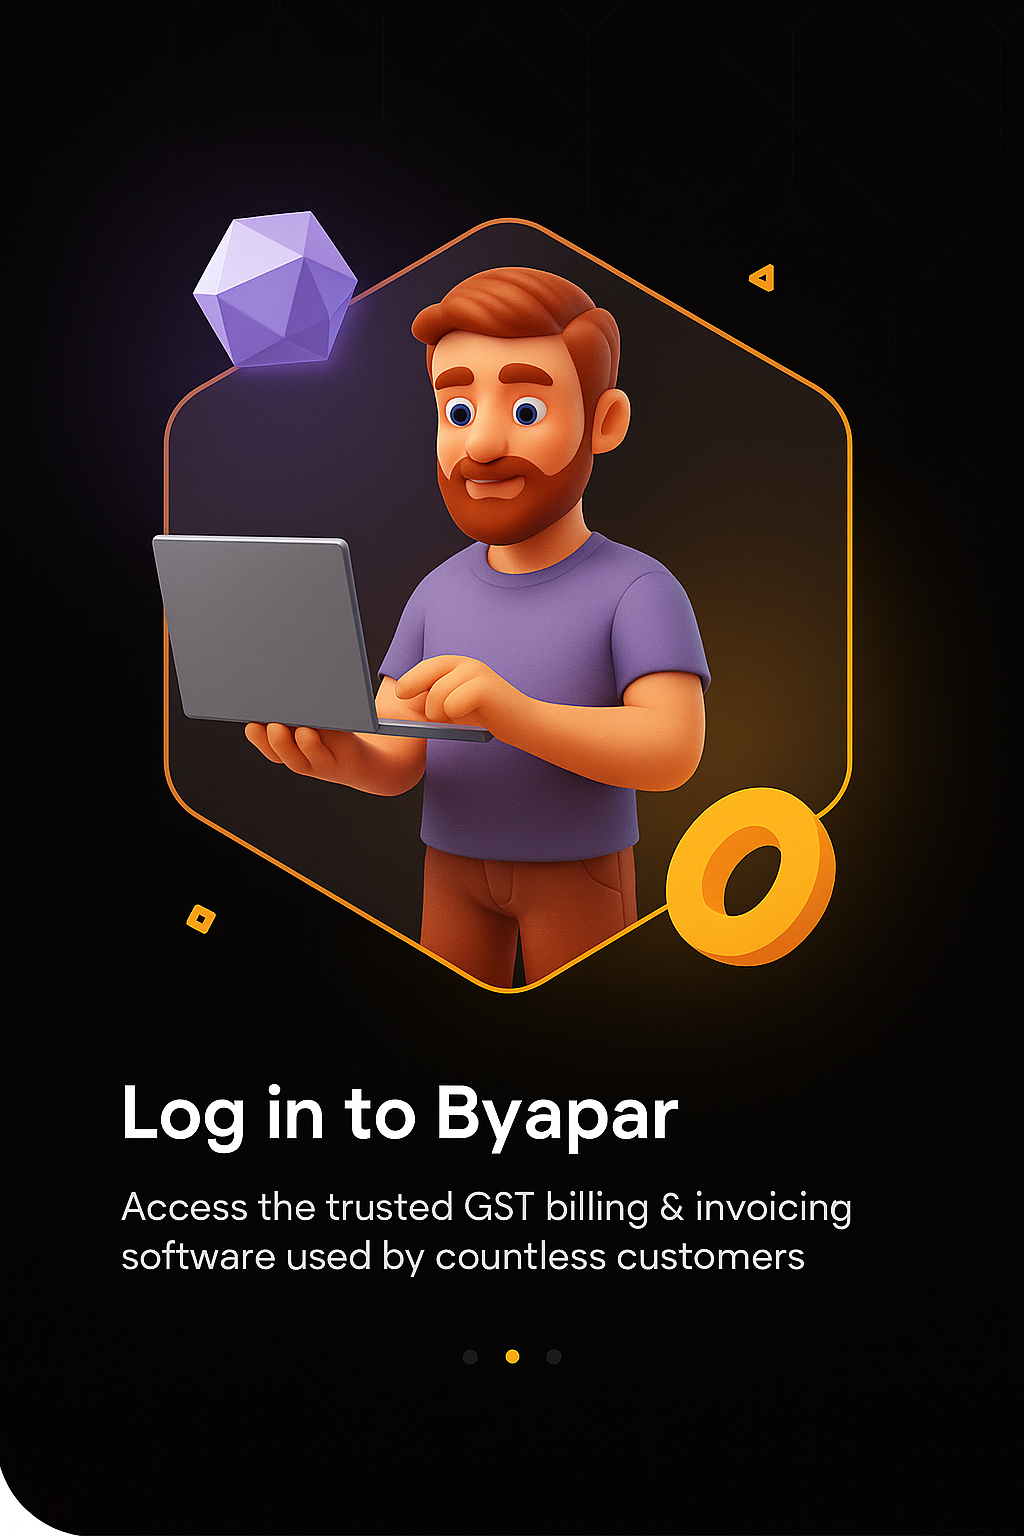 Log in to Byapar
Access the trusted GST billing & invoicing
software used by countless customers